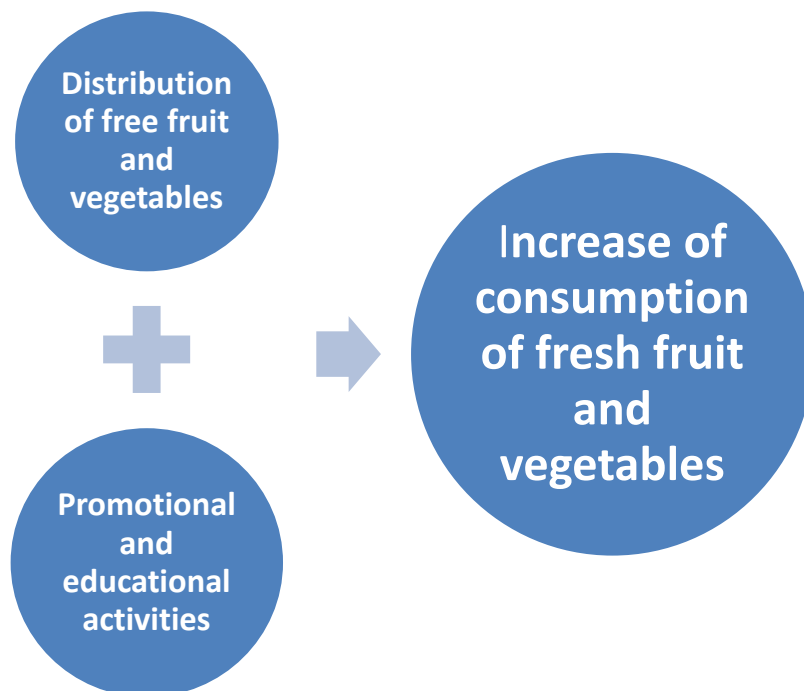 Distribution
of free fruit
and
vegetables
Promotional
and
educational
activities
Increase of
consumption
of fresh fruit
and
vegetables